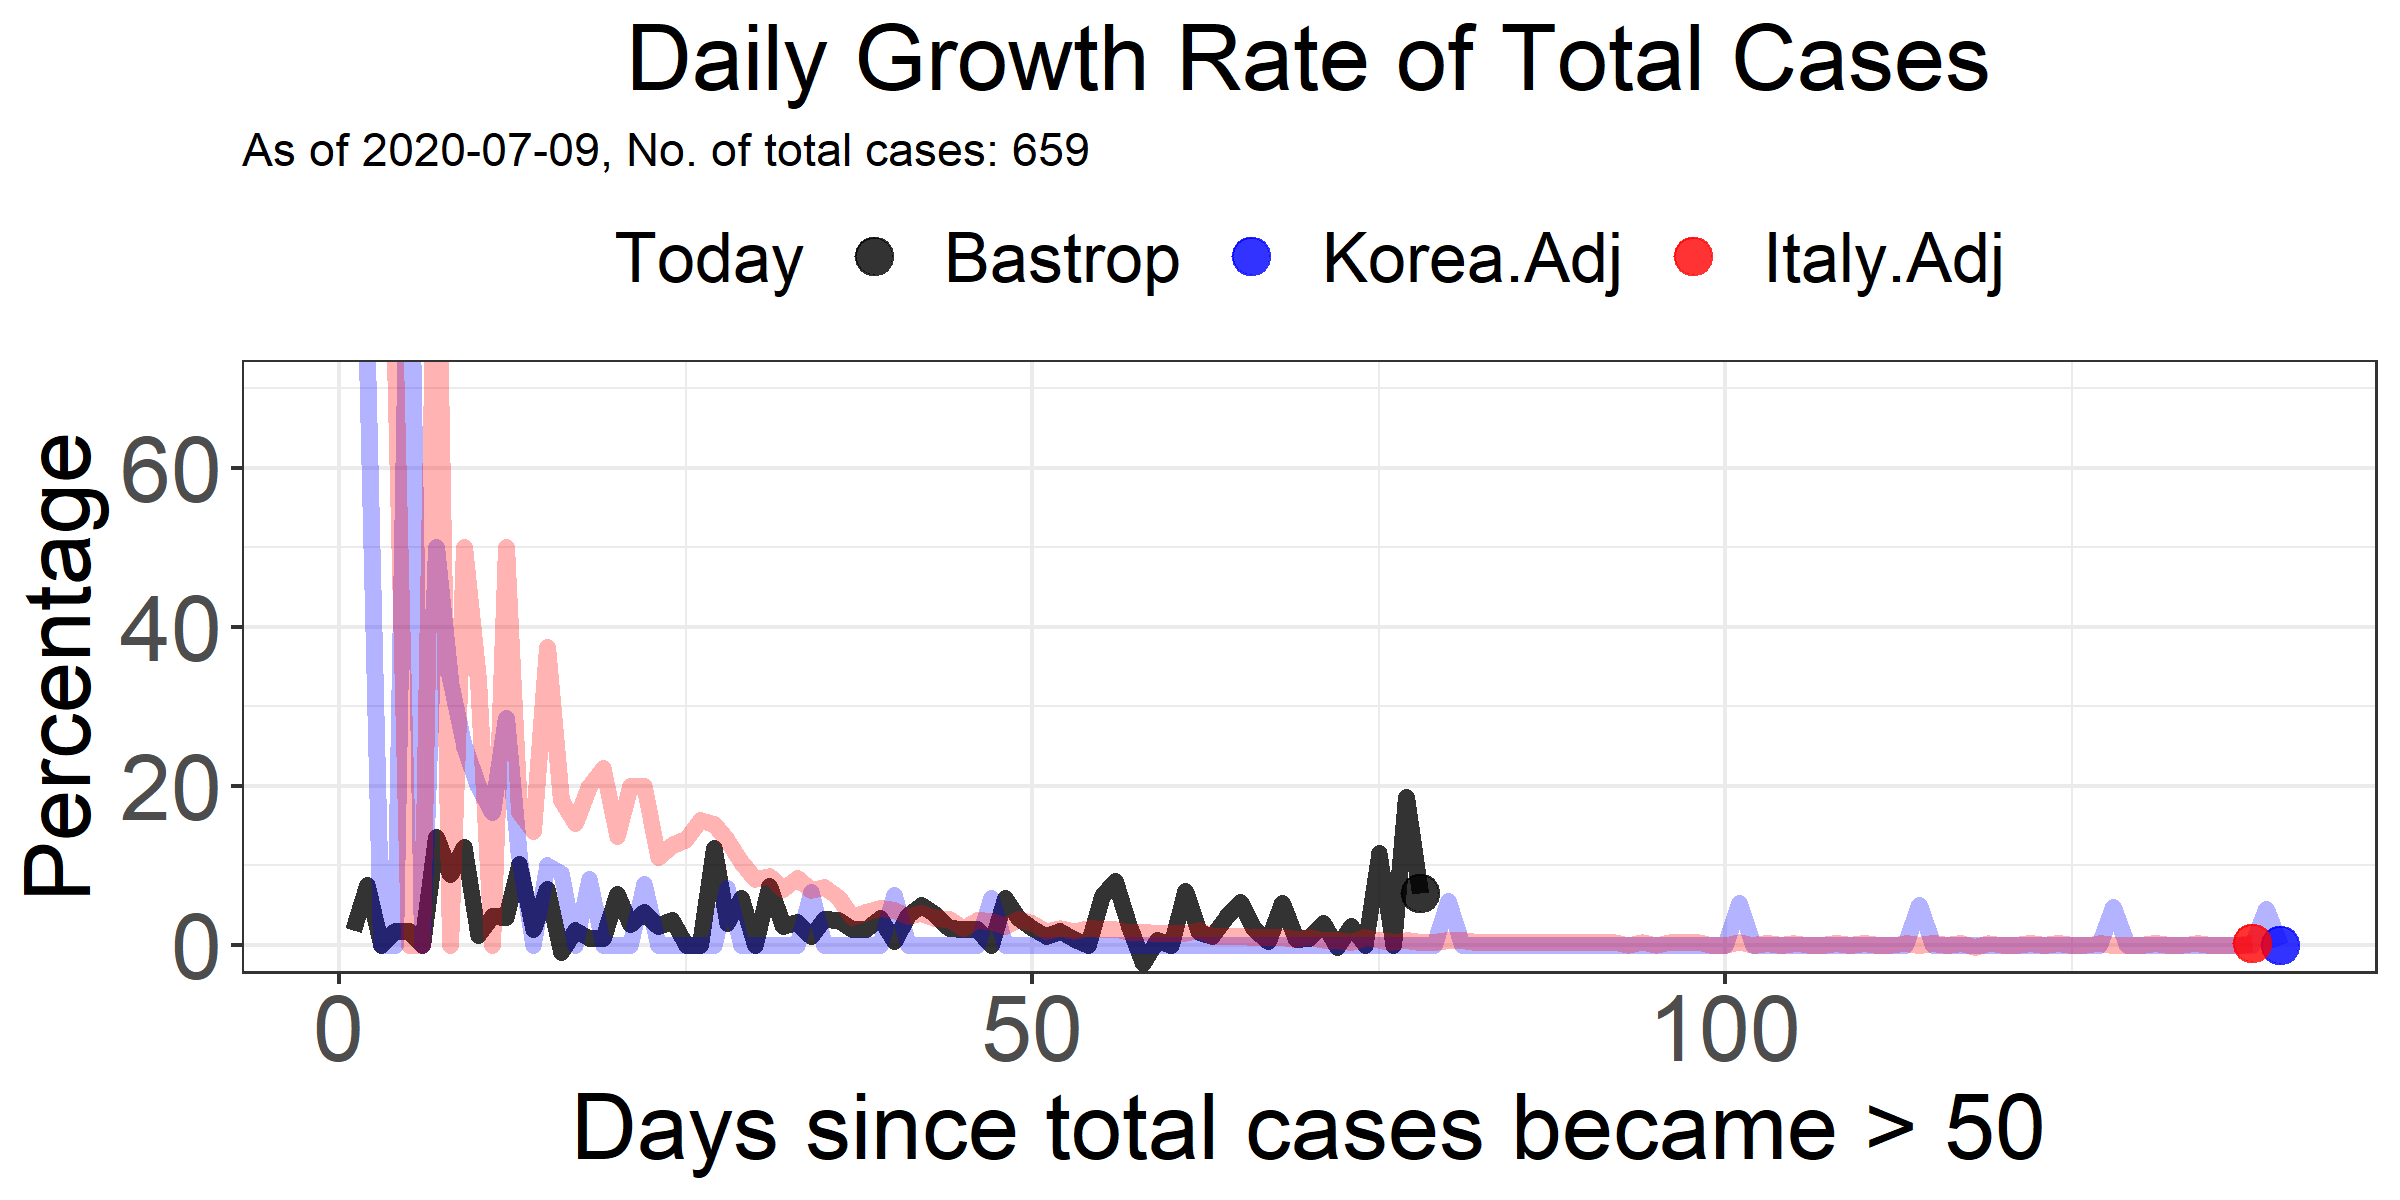 Daily Growth Rate of Total Cases
As of 2020-07-09, No. of total cases: 659
Today Bastrop Korea.Adj Italy.Adj
Percentage
60
40
20
0
0 50 100
Days since total cases became > 50